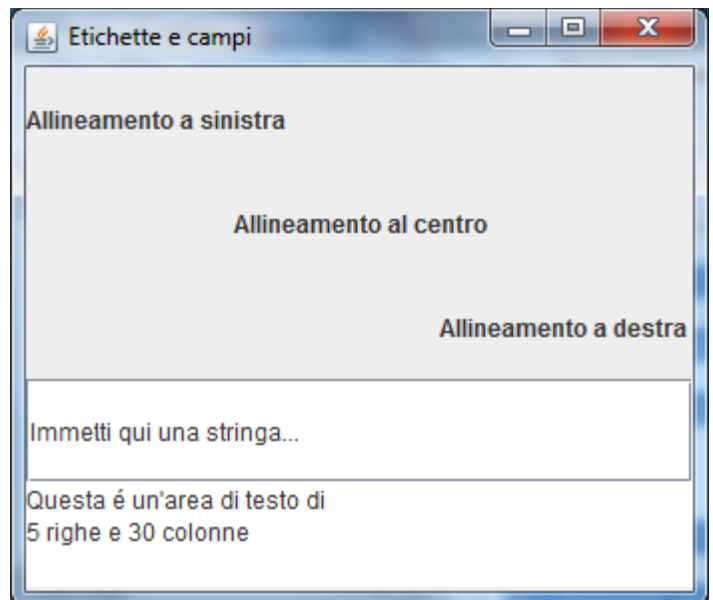 Etichette e campi
Allineamento a sinistra
Allineamento al centro
Allineamento a destra
Immetti qui una stringa...
Questa é un'area di testo di
5 righe e 30 colonne